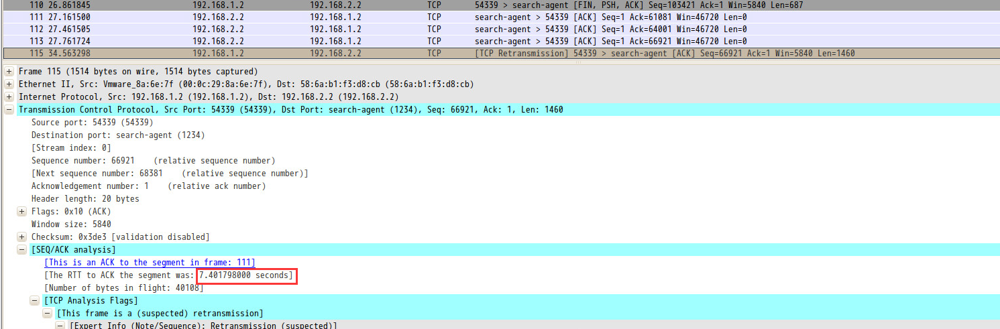 110 26.861845 192.168.1.2 192.168.2.2 TCP 54339 > search-agent [FIN, PSH, ACK] Seq=103421 Ack=1 Win=5840 Len=687
111 27.161500 192.168.2.2 192.168.1.2 TCP search-agent > 54339 [ACK] Seq=1 Ack=61081 Win=46720 Len=0
112 27.461505 192.168.2.2 192.168.1.2 TCP search-agent > 54339 [ACK] Seq=1 Ack=64001 Win=46720 Len=0
113 27.761724 192.168.2.2 192.168.1.2 TCP search-agent > 54339 [ACK] Seq=1 Ack=66921 Win=46720 Len=0
115 34.563298 192.168.1.2 192.168.2.2 TCP [TCP Retransmission] 54339 > search-agent [ACK] Seq=66921 Ack=1 Win=5840 Len=1460
Frame 115 (1514 bytes on wire, 1514 bytes captured)
Ethernet II, Src: Vmware_8a:6e:7f (00:0c:29:8a:6e:7f), Dst: 58:6a:b1:f3:d8:cb (58:6a:b1:f3:d8:cb)
Internet Protocol, Src: 192.168.1.2 (192.168.1.2), Dst: 192.168.2.2 (192.168.2.2)
Transmission Control Protocol, Src Port: 54339 (54339), Dst Port: search-agent (1234), Seq: 66921, Ack: 1, Len: 1460
Source port: 54339 (54339)
Destination port: search-agent (1234)
[Stream index: 0]
Sequence number: 66921 (relative sequence number)
[Next sequence number: 68381 (relative sequence number)]
Acknowledgement number: 1 (relative ack number)
Header length: 20 bytes
Flags: 0x10 (ACK)
Window size: 5840
Checksum: 0x3de3 [validation disabled]
[SEQ/ACK analysis]
[This is an ACK to the segment in frame: 111]
[The RTT to ACK the segment was: 7.401798000 seconds]
[Number of bytes in flight: 40108]
[TCP Analysis Flags]
[This frame is a (suspected) retransmission]
[Expert Info (Note/Sequence): Retransmission (suspected)]